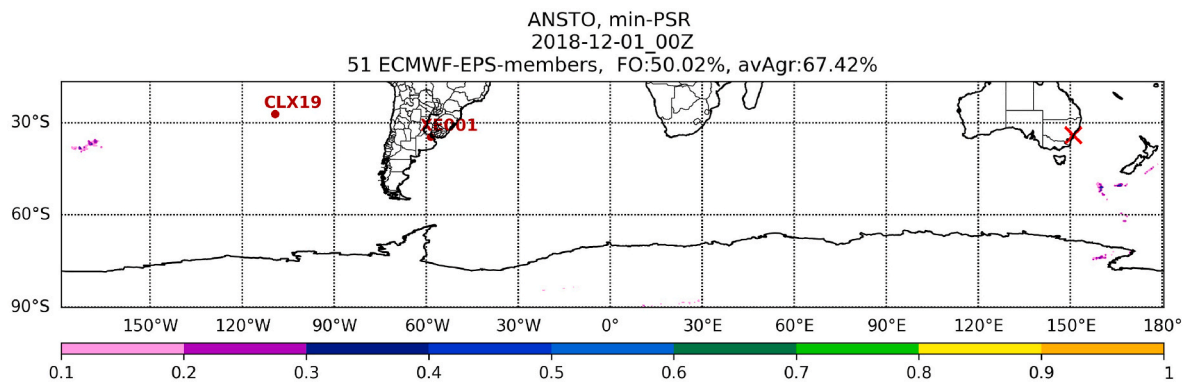 ANSTO, min-PSR
2018-12-01_00Z
51 ECMWF-EPS-members,  FO:50.02%, avAgr:67.42%
CLX19
XE001
30°S
60°S
90°S
150°W 120°W 90°W 60°W 30°W 0° 30°E 60°E 90°E 120°E 150°E 180°
0.1 0.2 0.3 0.4 0.5 0.6 0.7 0.8 0.9 1